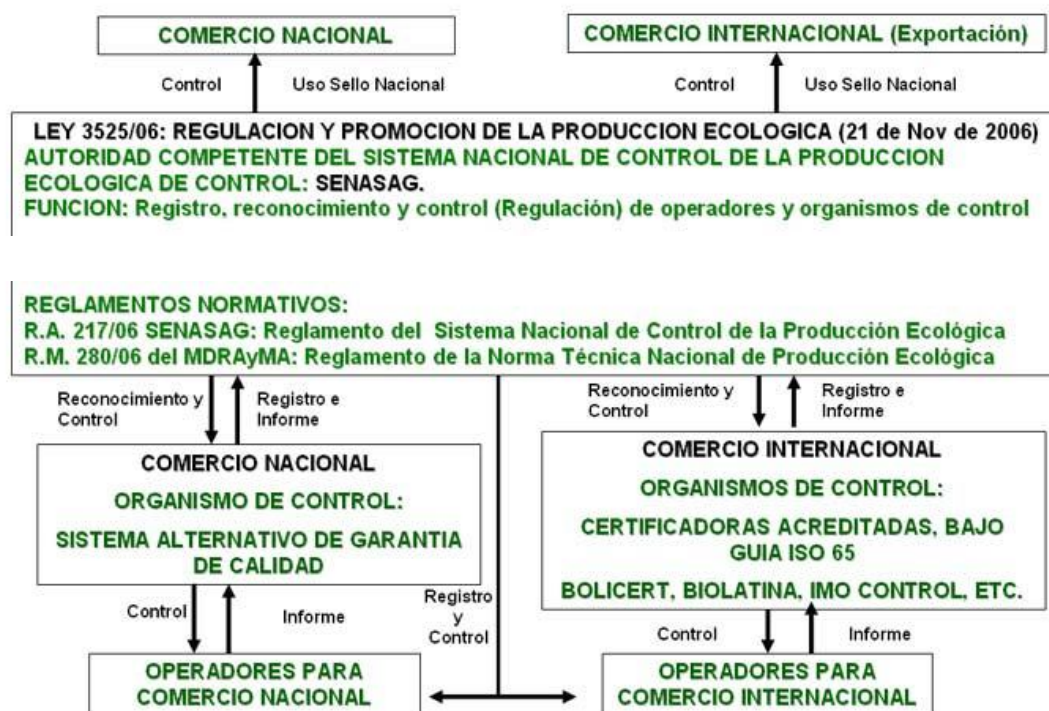 COMERCIO NACIONAL
COMERCIO INTERNACIONAL (Exportación)
Control
Uso Sello Nacional
Control
Uso Sello Nacional
LEY 3525/06: REGULACION Y PROMOCION DE LA PRODUCCION ECOLOGICA (21 de Nov de 2006)
AUTORIDAD COMPETENTE DEL SISTEMA NACIONAL DE CONTROL DE LA PRODUCCION
ECOLOGICA DE CONTROL: SENASAG.
FUNCION: Registro, reconocimiento y control (Regulación) de operadores y organismos de control
REGLAMENTOS NORMATIVOS:
R.A. 217/06 SENASAG: Reglamento del Sistema Nacional de Control de la Producción Ecológica
R.M. 280/06 del MDRAyMA: Reglamento de la Norma Técnica Nacional de Producción Ecológica
Reconocimiento y
Control
Registro e
Informe
Reconocimiento y
Control
Registro e
Informe
COMERCIO NACIONAL
ORGANISMO DE CONTROL:
SISTEMA ALTERNATIVO DE GARANTIA
DE CALIDAD
COMERCIO INTERNACIONAL
ORGANISMOS DE CONTROL:
CERTIFICADORAS ACREDITADAS, BAJO
GUIA ISO 65
BOLICERT, BIOLATINA, IMO CONTROL, ETC.
Control
Informe
Registro
y
Control
Control
Informe
OPERADORES PARA
COMERCIO NACIONAL
OPERADORES PARA
COMERCIO INTERNACIONAL